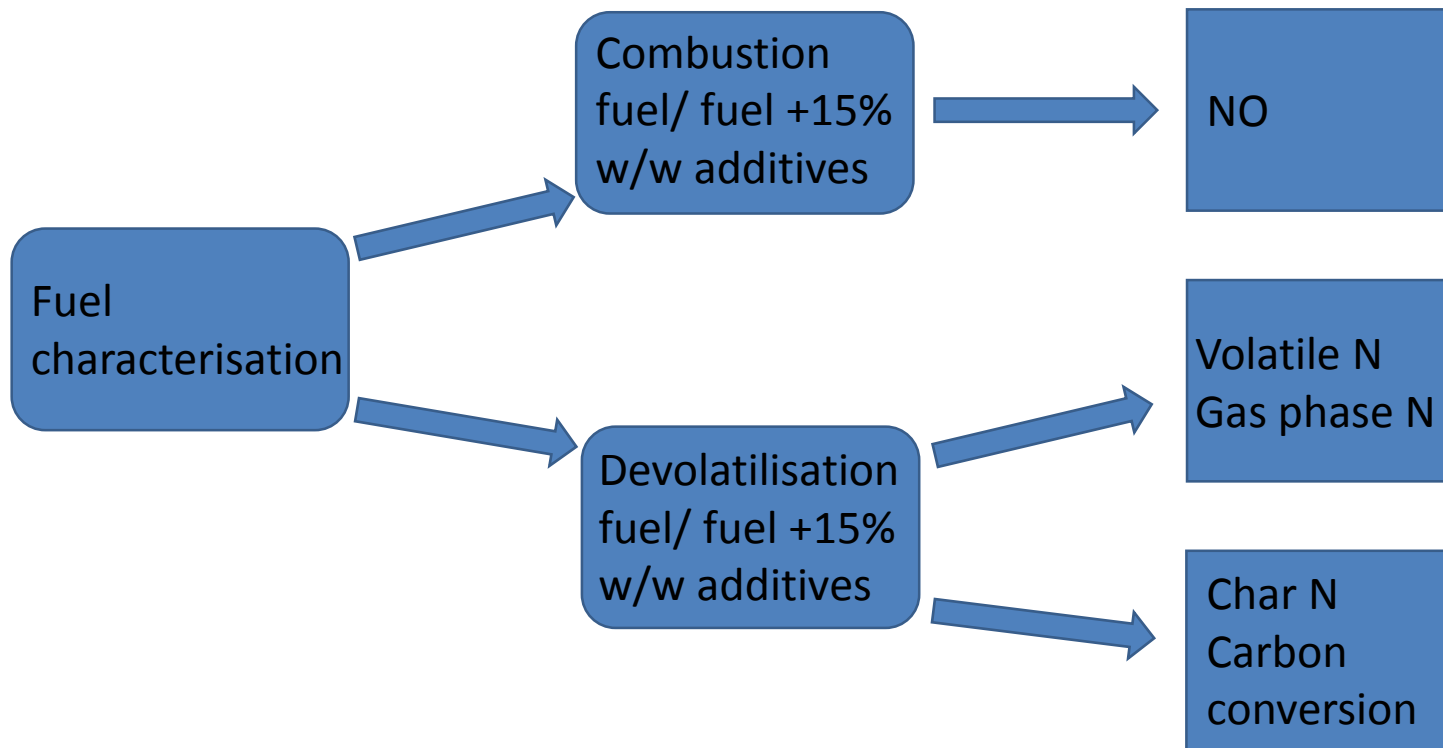 Fuel
characterisation
Combustion
fuel/ fuel +15%
w/w additives
NO
Devolatilisation
fuel/ fuel +15%
w/w additives
Volatile N
Gas phase N
Char N
Carbon
conversion